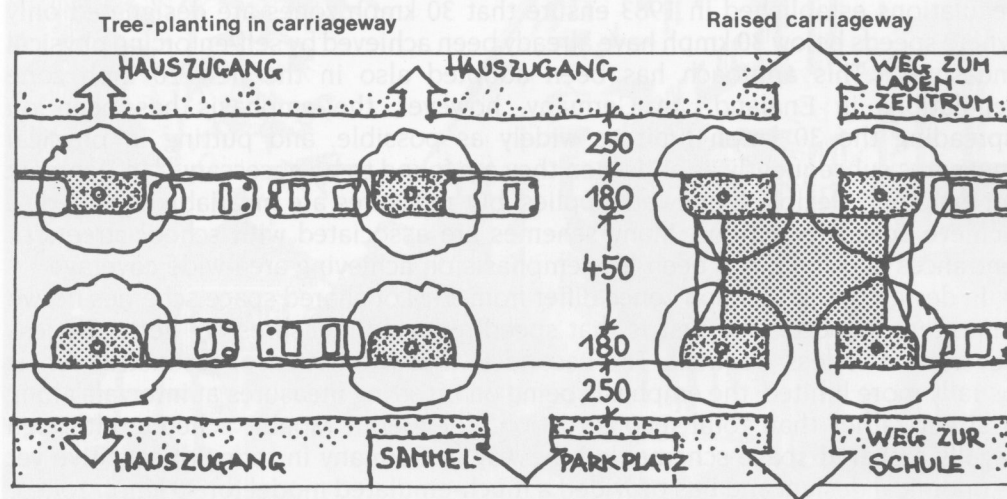 Tree planting in carriageway
Raised carriageway
HAUSZUGANG
HAUSZUGANG
WEG ZUM
LADEN-
ZENTRUM
250
180
450
180
250
HAUSZUGANG
SAMMEL-
PARKPLATZ
WEG ZUR
SCHULE